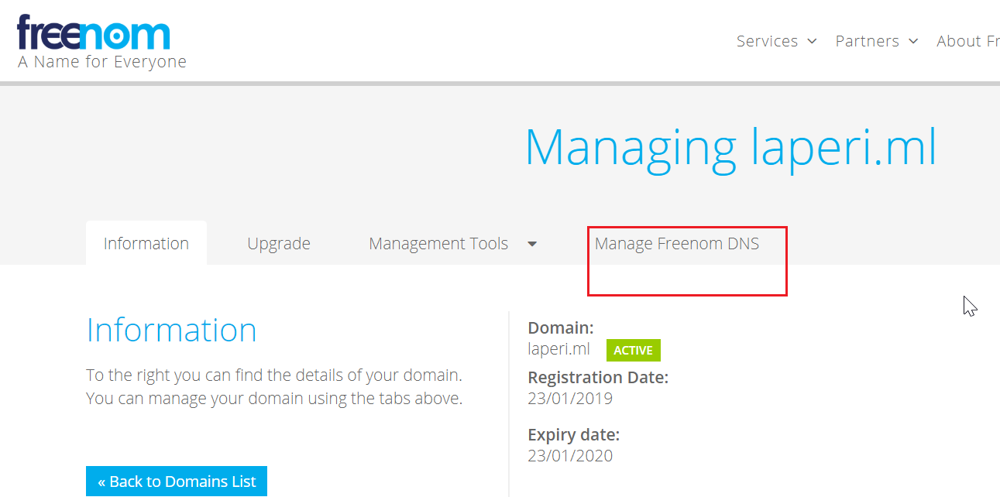 freenom
A Name for Everyone
Services
Partners
About Fr
Managing laperi.ml
Information
Upgrade
Management Tools
Manage Freenom DNS
Information
To the right you can find the details of your domain.
You can manage your domain using the tabs above.
« Back to Domains List
Domain:
laperi.ml
ACTIVE
Registration Date:
23/01/2019
Expiry date:
23/01/2020